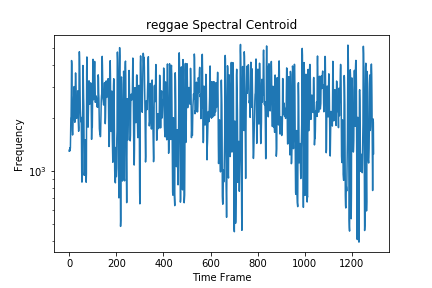 reggae Spectral Centroid
Frequency
10³
0 200 400 600 800 1000 1200
Time Frame